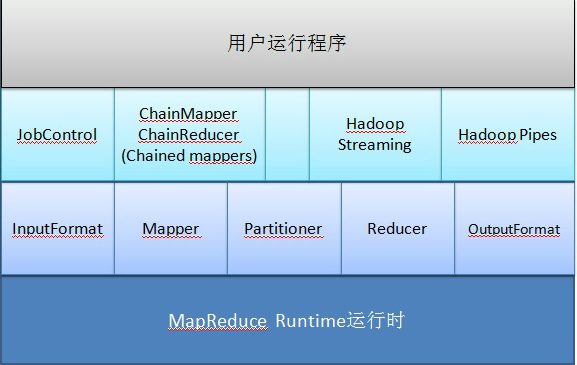 用户运行程序
JobControl
ChainMapper
ChainReducer
(Chained mappers)
Hadoop
Streaming
Hadoop Pipes
InputFormat
Mapper
Partitioner
Reducer
OutputFormat
MapReduce Runtime运行时